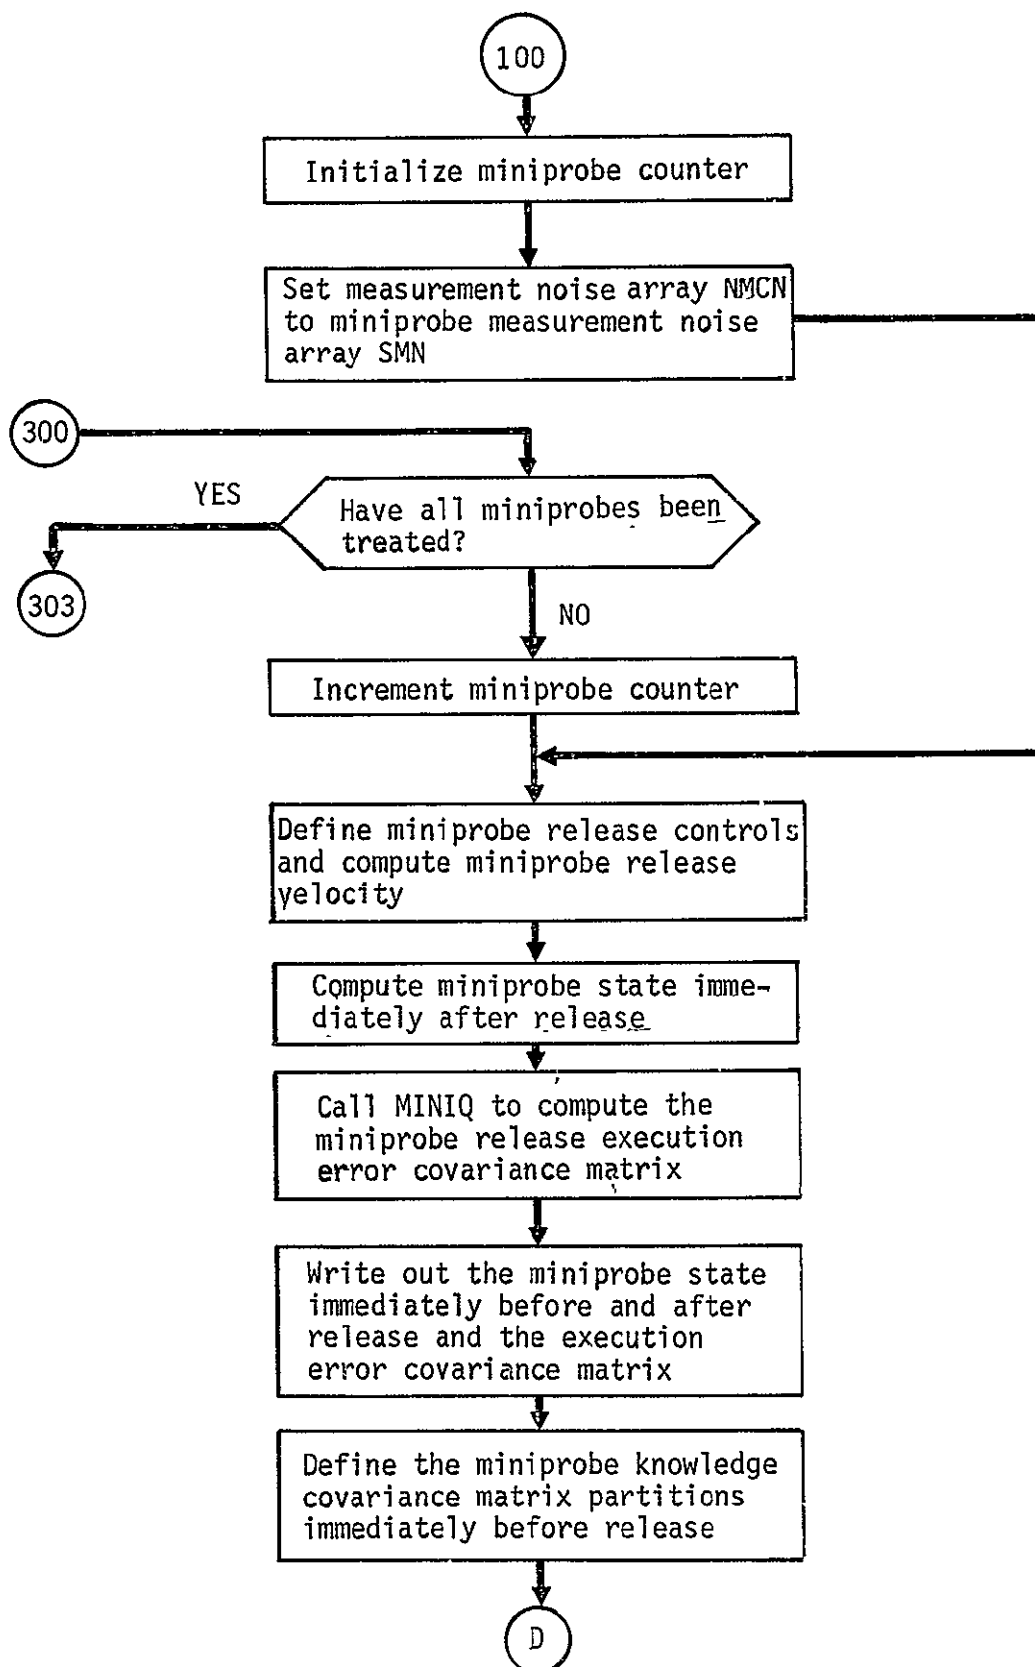 100
Initialize miniprobe counter
Set measurement noise array NMCN
to miniprobe measurement noise
array SMN
300
YES
Have all miniprobes been
treated?
303
NO
Increment miniprobe counter
Define miniprobe release controls
and compute miniprobe release
velocity
Compute miniprobe state imme-
diately after release
Call MINIQ to compute the
miniprobe release execution
error covariance matrix
Write out the miniprobe state
immediately before and after
release and the execution
error covariance matrix
Define the miniprobe knowledge
covariance matrix partitions
immediately before release
D